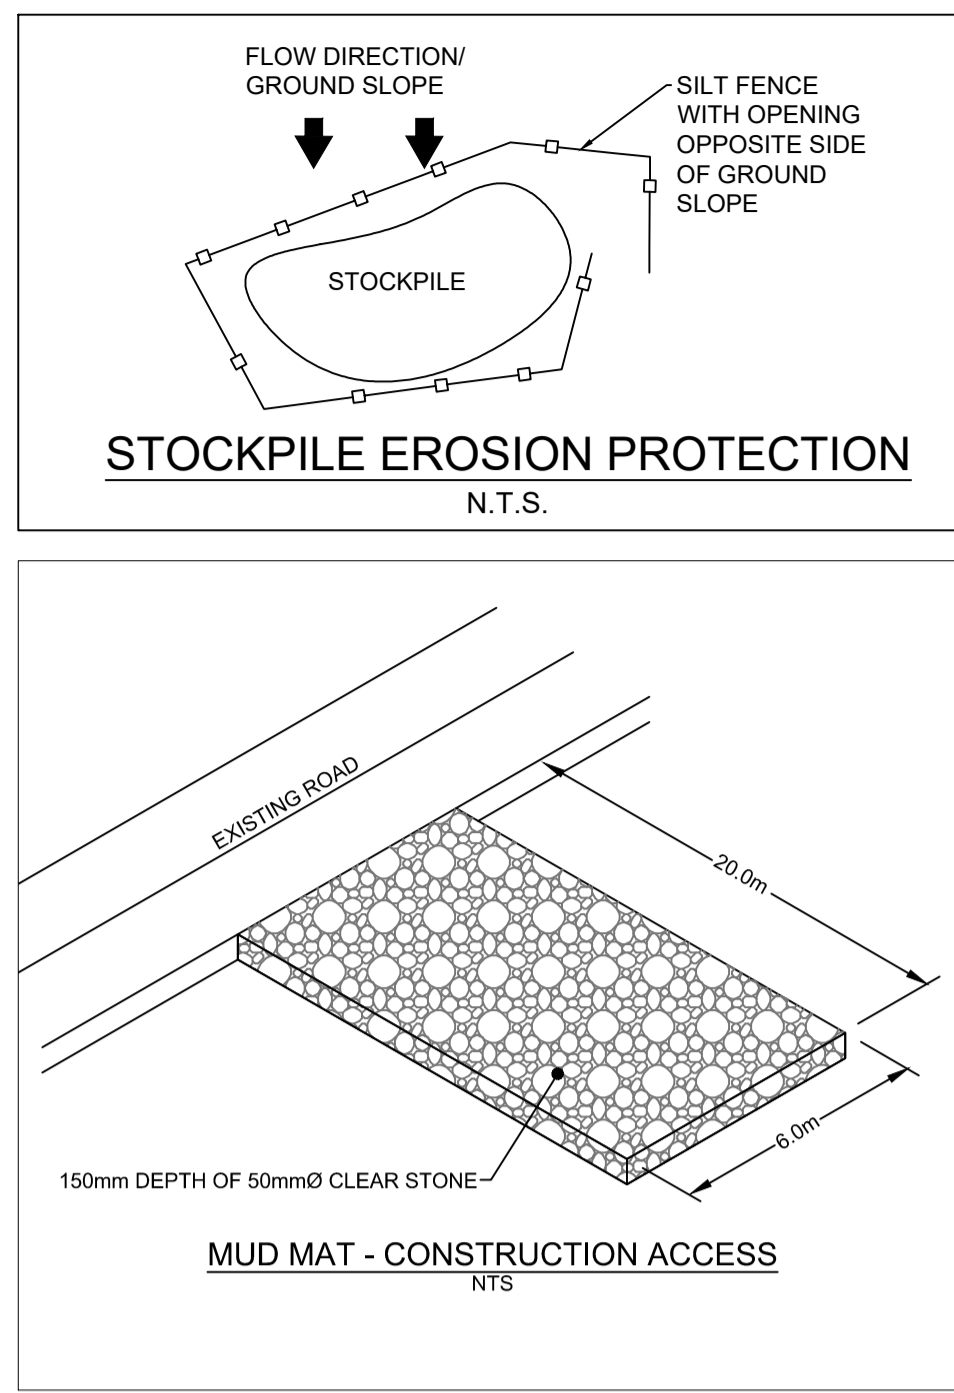 FLOW DIRECTION/
GROUND SLOPE
SILT FENCE
WITH OPENING
OPPOSITE SIDE
OF GROUND
SLOPE
STOCKPILE
STOCKPILE EROSION PROTECTION
N.T.S.
EXISTING ROAD
20.0m
6.0m
150mm DEPTH OF 50mmØ CLEAR STONE
MUD MAT - CONSTRUCTION ACCESS
NTS